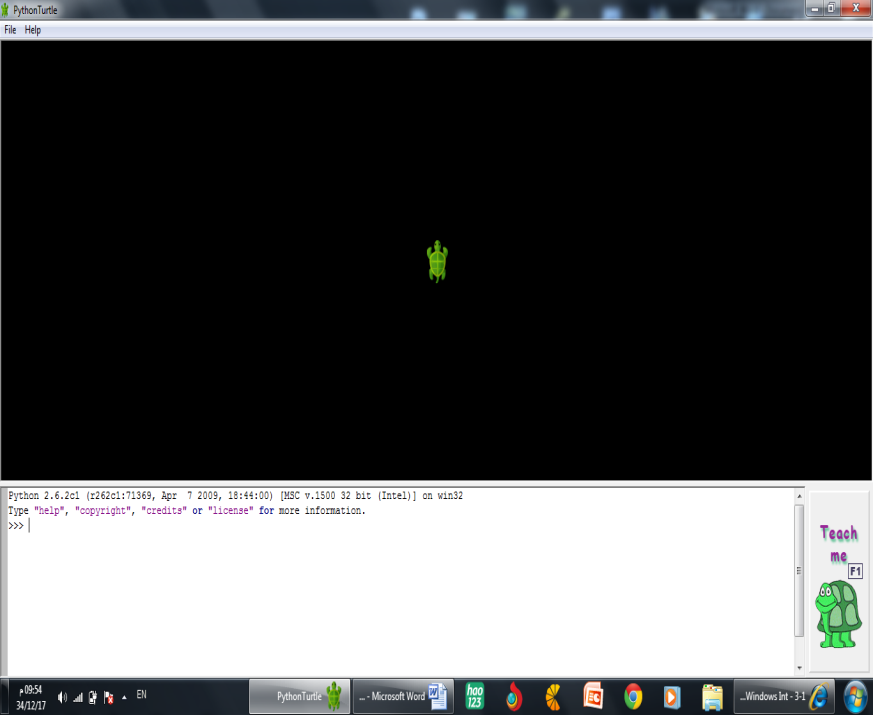 PythonTurtle
File Help
Python 2.6.2c1 (r262c1:71369, Apr  7 2009, 18:44:00) [MSC v.1500 32 bit (Intel)] on win32
Type "help", "copyright", "credits" or "license" for more information.
>>>
Teach
me
F1
09:54 م
34/12/17
EN
PythonTurtle
... - Microsoft Word
hao
123
...Windows Int - 3-1